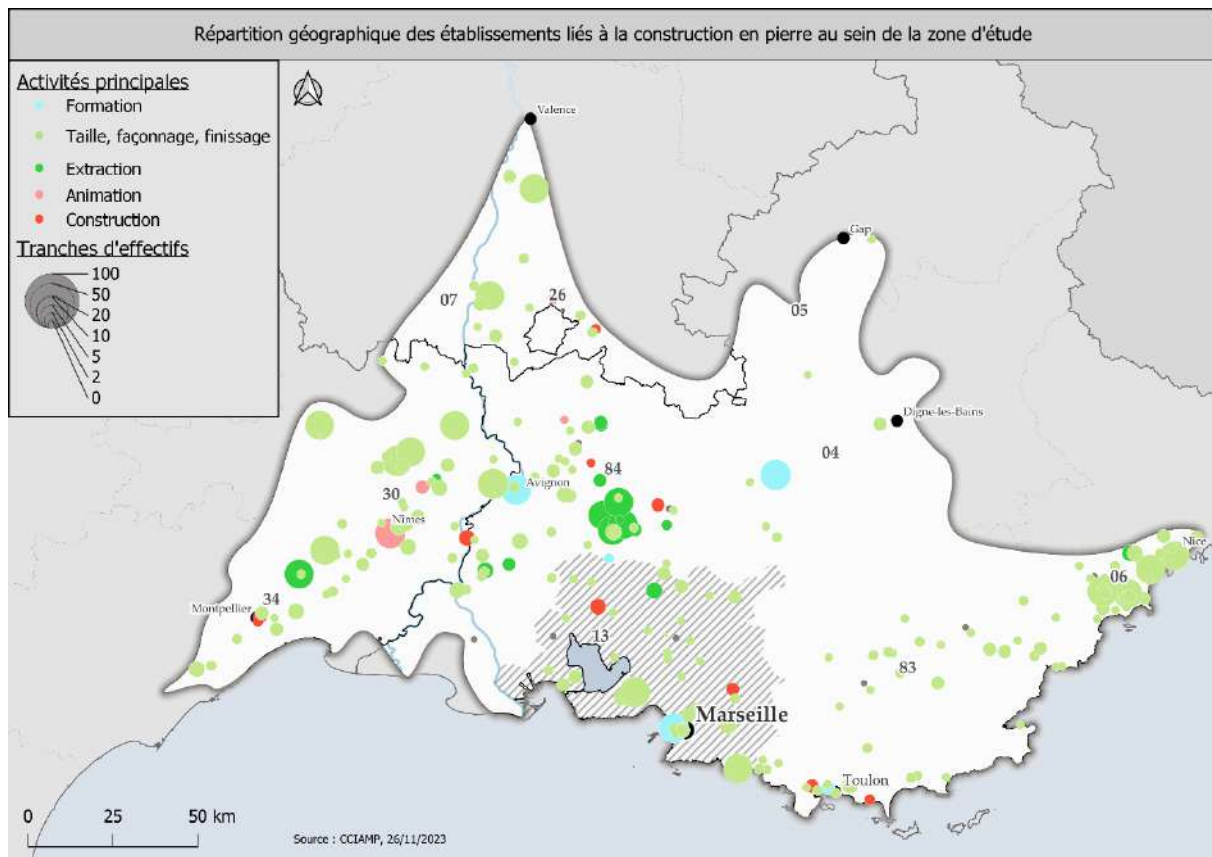 Répartition géographique des établissements liés à la construction en pierre au sein de la zone d'étude
Activités principales
Formation
Taille, façonnage, finissage
Extraction
Animation
Construction
Tranches d'effectifs
100
50
20
10
5
2
0
Valence
Gap
26
07
05
Digne-les-Bains
04
84
Avignon
30
Nîmes
Nice
06
34
Montpellier
13
83
Marseille
Toulon
0 25 50 km
Source : CCIAMP, 26/11/2023